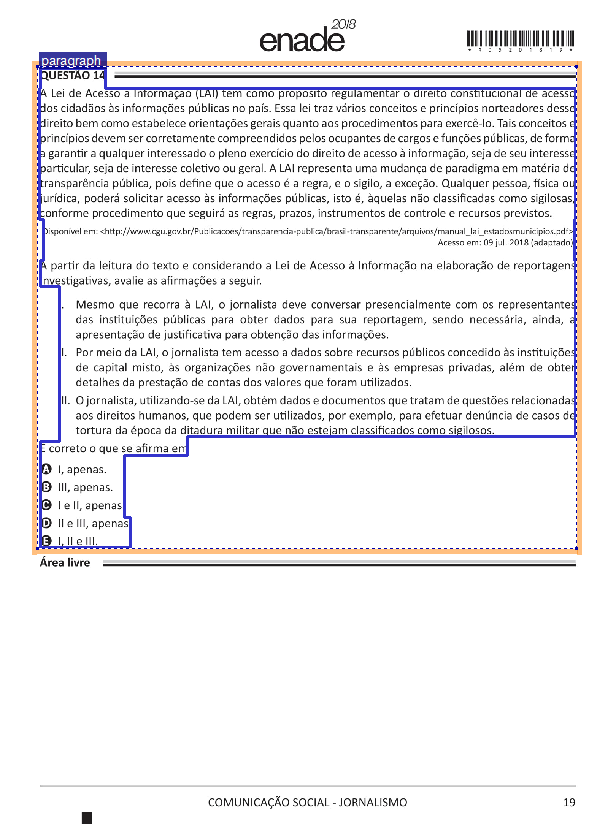 enade 2018
*R05201819*
paragraph
QUESTÃO 14
A Lei de Acesso à Informação (LAI) tem como propósito regulamentar o direito constitucional de acesso
dos cidadãos às informações públicas no país. Essa lei traz vários conceitos e princípios norteadores desse
direito bem como estabelece orientações gerais quanto aos procedimentos para exercê-lo. Tais conceitos e
princípios devem ser corretamente compreendidos pelos ocupantes de cargos e funções públicas, de forma
a garantir a qualquer interessado o pleno exercício do direito de acesso à informação, seja de seu interesse
particular, seja de interesse coletivo ou geral. A LAI representa uma mudança de paradigma em matéria de
transparência pública, pois define que o acesso é a regra, e o sigilo, a exceção. Qualquer pessoa, física ou
jurídica, poderá solicitar acesso às informações públicas, isto é, àquelas não classificadas como sigilosas,
conforme procedimento que seguirá as regras, prazos, instrumentos de controle e recursos previstos.
Disponível em: <http://www.cgu.gov.br/Publicacoes/transparencia-publica/brasil-transparente/arquivos/manual_lai_estadosmunicipios.pdf>
Acesso em: 09 jul. 2018 (adaptado)
A partir da leitura do texto e considerando a Lei de Acesso à Informação na elaboração de reportagens
investigativas, avalie as afirmações a seguir.
I. Mesmo que recorra à LAI, o jornalista deve conversar presencialmente com os representantes
das instituições públicas para obter dados para sua reportagem, sendo necessária, ainda, a
apresentação de justificativa para obtenção das informações.
II. Por meio da LAI, o jornalista tem acesso a dados sobre recursos públicos concedido às instituições
de capital misto, às organizações não governamentais e às empresas privadas, além de obter
detalhes da prestação de contas dos valores que foram utilizados.
III. O jornalista, utilizando-se da LAI, obtém dados e documentos que tratam de questões relacionadas
aos direitos humanos, que podem ser utilizados, por exemplo, para efetuar denúncia de casos de
tortura da época da ditadura militar que não estejam classificados como sigilosos.
É correto o que se afirma em
A I, apenas.
B III, apenas.
C I e II, apenas
D II e III, apenas
E I, II e III.
Área livre
COMUNICAÇÃO SOCIAL - JORNALISMO 19